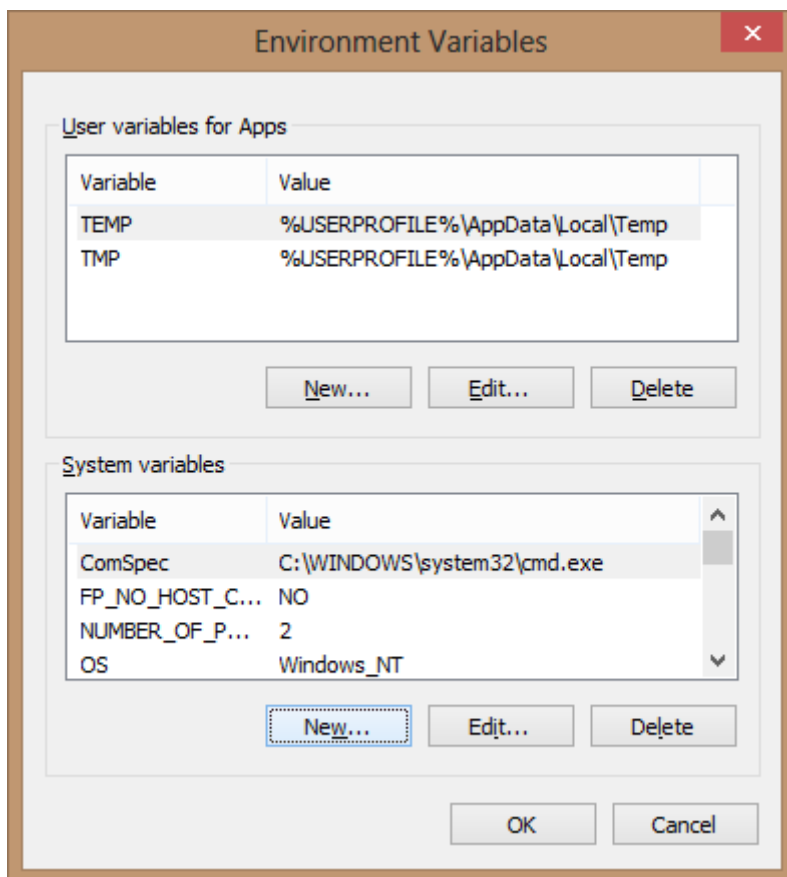 Environment Variables
User variables for Apps
Variable Value
TEMP %USERPROFILE%\AppData\Local\Temp
TMP %USERPROFILE%\AppData\Local\Temp
New... Edit... Delete
System variables
Variable Value
ComSpec C:\WINDOWS\system32\cmd.exe
FP_NO_HOST_C... NO
NUMBER_OF_P... 2
OS Windows_NT
New... Edit... Delete
OK Cancel